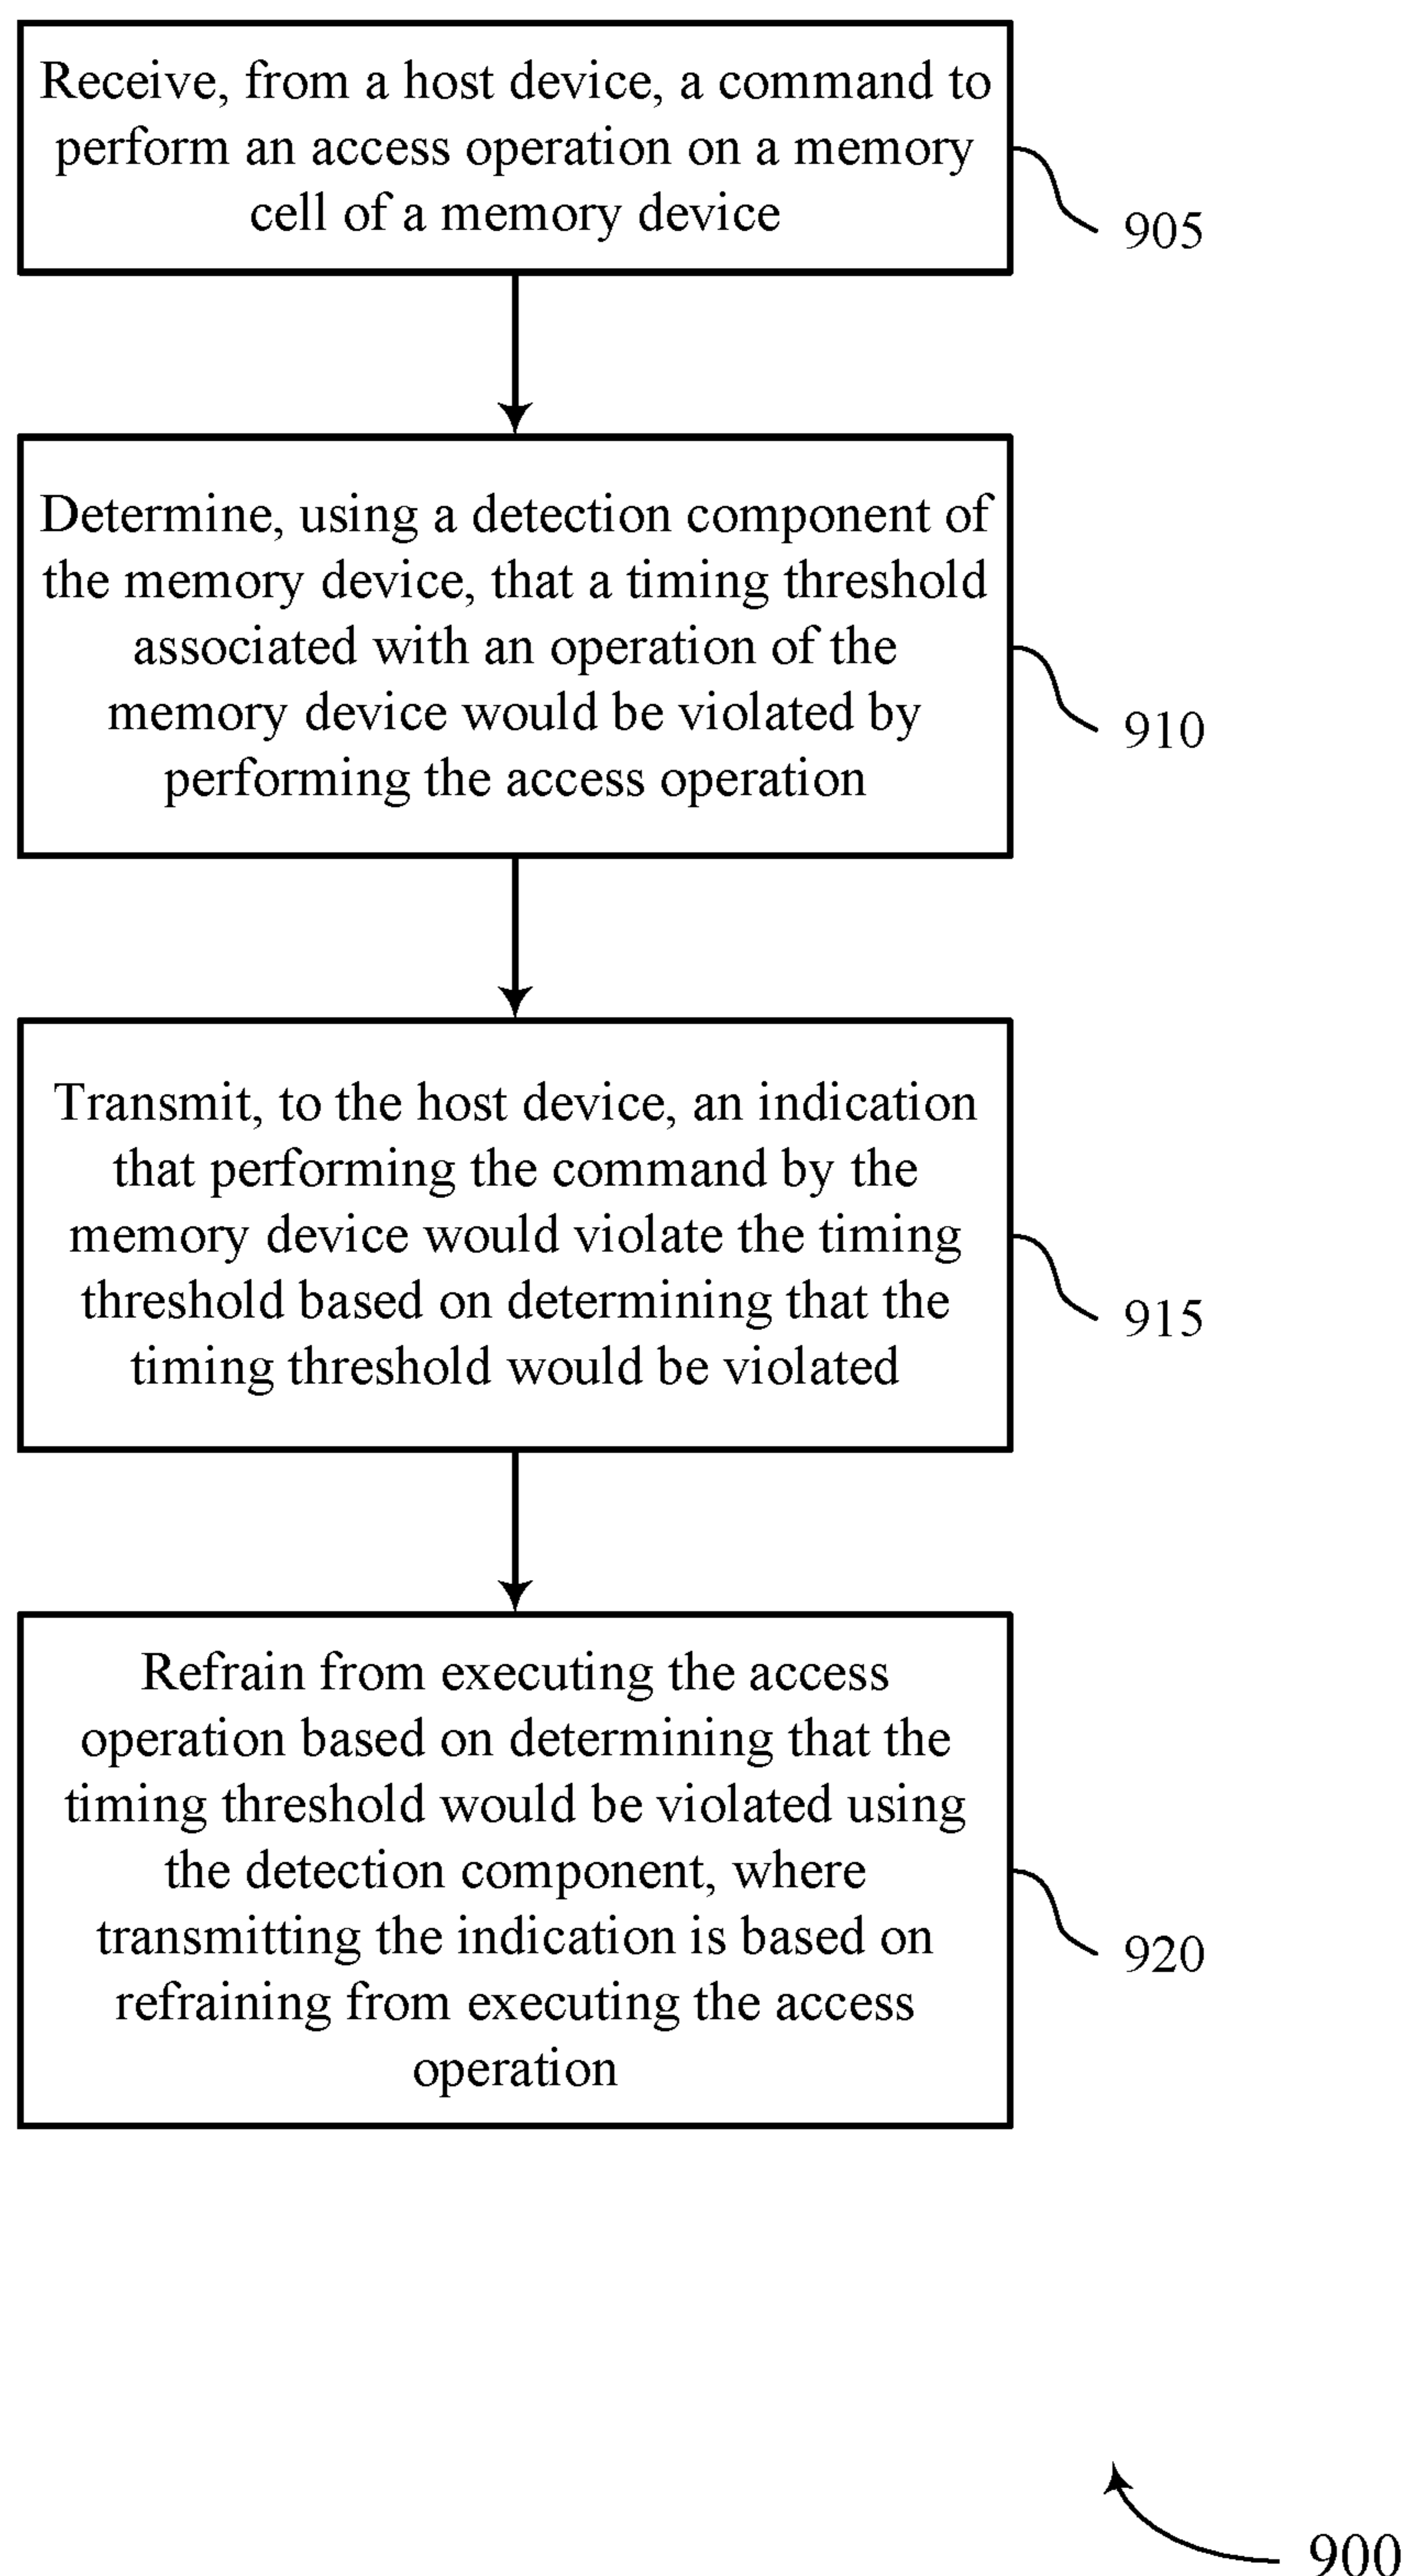 Receive, from a host device, a command to
perform an access operation on a memory
cell of a memory device
905
Determine, using a detection component of
the memory device, that a timing threshold
associated with an operation of the
memory device would be violated by
performing the access operation
910
Transmit, to the host device, an indication
that performing the command by the
memory device would violate the timing
threshold based on determining that the
timing threshold would be violated
915
Refrain from executing the access
operation based on determining that the
timing threshold would be violated using
the detection component, where
transmitting the indication is based on
refraining from executing the access
operation
920
900